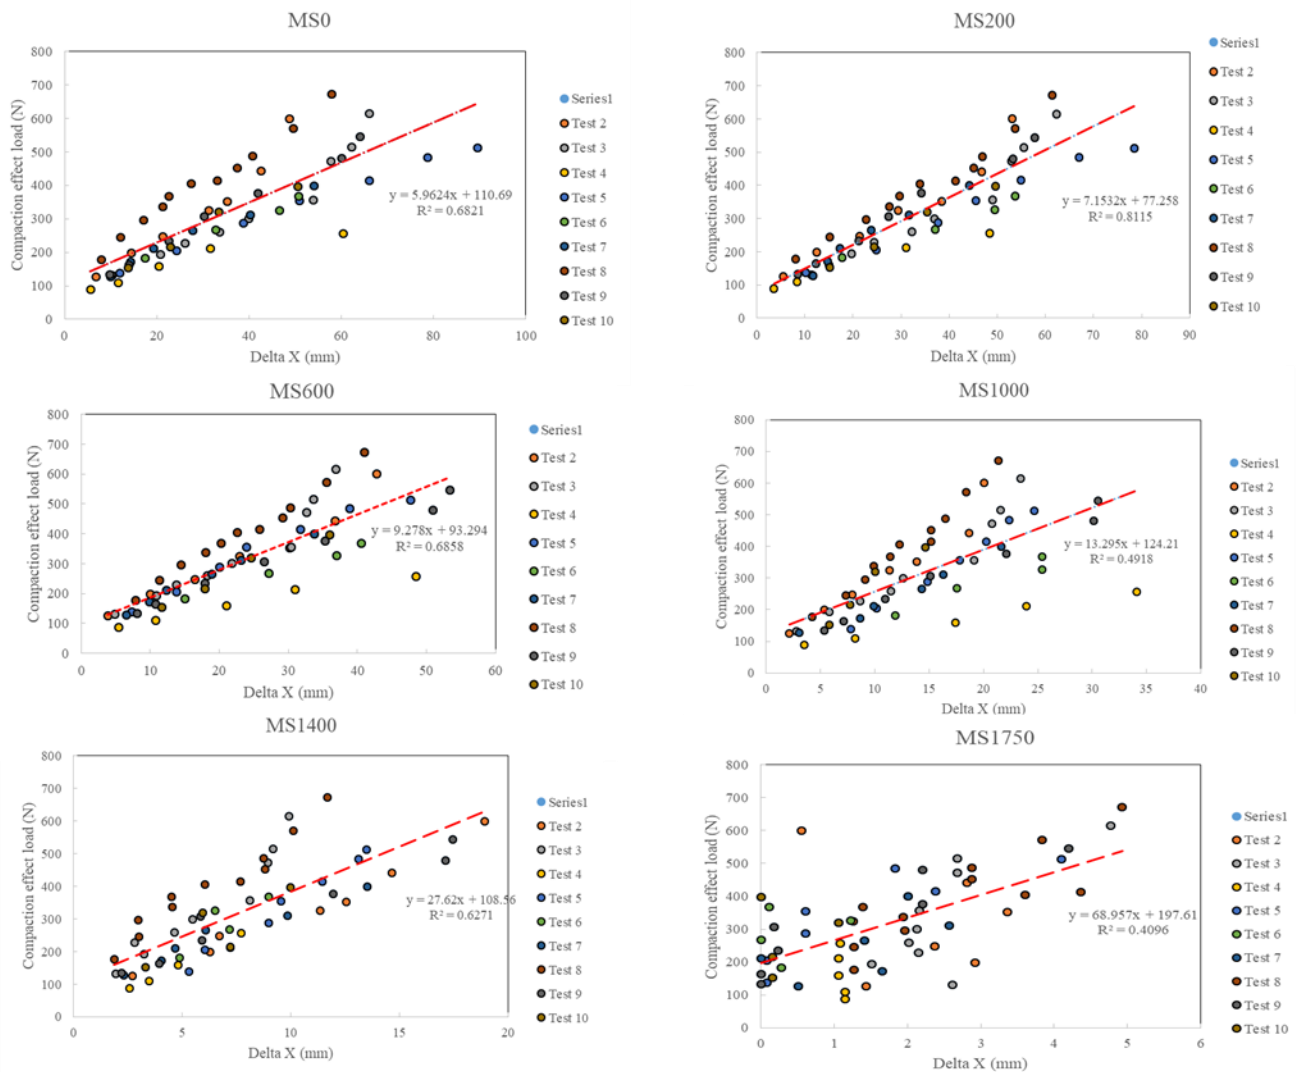 MS0
800
700
600
500
400
300
200
100
0
Compaction effect load (N)
0 20 40 60 80 100
Delta X (mm)
y = 5.9624x + 110.69
R² = 0.6821
Series1
Test 2
Test 3
Test 4
Test 5
Test 6
Test 7
Test 8
Test 9
Test 10
MS200
800
700
600
500
400
300
200
100
0
Compaction effect load (N)
0 10 20 30 40 50 60 70 80 90
Delta X (mm)
y = 7.1532x + 77.258
R² = 0.8115
Series1
Test 2
Test 3
Test 4
Test 5
Test 6
Test 7
Test 8
Test 9
Test 10
MS600
800
700
600
500
400
300
200
100
0
Compaction effect load (N)
0 10 20 30 40 50 60
Delta X (mm)
y = 9.278x + 93.294
R² = 0.6858
Series1
Test 2
Test 3
Test 4
Test 5
Test 6
Test 7
Test 8
Test 9
Test 10
MS1000
800
700
600
500
400
300
200
100
0
Compaction effect load (N)
0 5 10 15 20 25 30 35 40
Delta X (mm)
y = 13.295x + 124.21
R² = 0.4918
Series1
Test 2
Test 3
Test 4
Test 5
Test 6
Test 7
Test 8
Test 9
Test 10
MS1400
800
700
600
500
400
300
200
100
0
Compaction effect load (N)
0 5 10 15 20
Delta X (mm)
y = 27.62x + 108.56
R² = 0.6271
Series1
Test 2
Test 3
Test 4
Test 5
Test 6
Test 7
Test 8
Test 9
Test 10
MS1750
800
700
600
500
400
300
200
100
0
Compaction effect load (N)
0 1 2 3 4 5 6
Delta X (mm)
y = 68.957x + 197.61
R² = 0.4096
Series1
Test 2
Test 3
Test 4
Test 5
Test 6
Test 7
Test 8
Test 9
Test 10